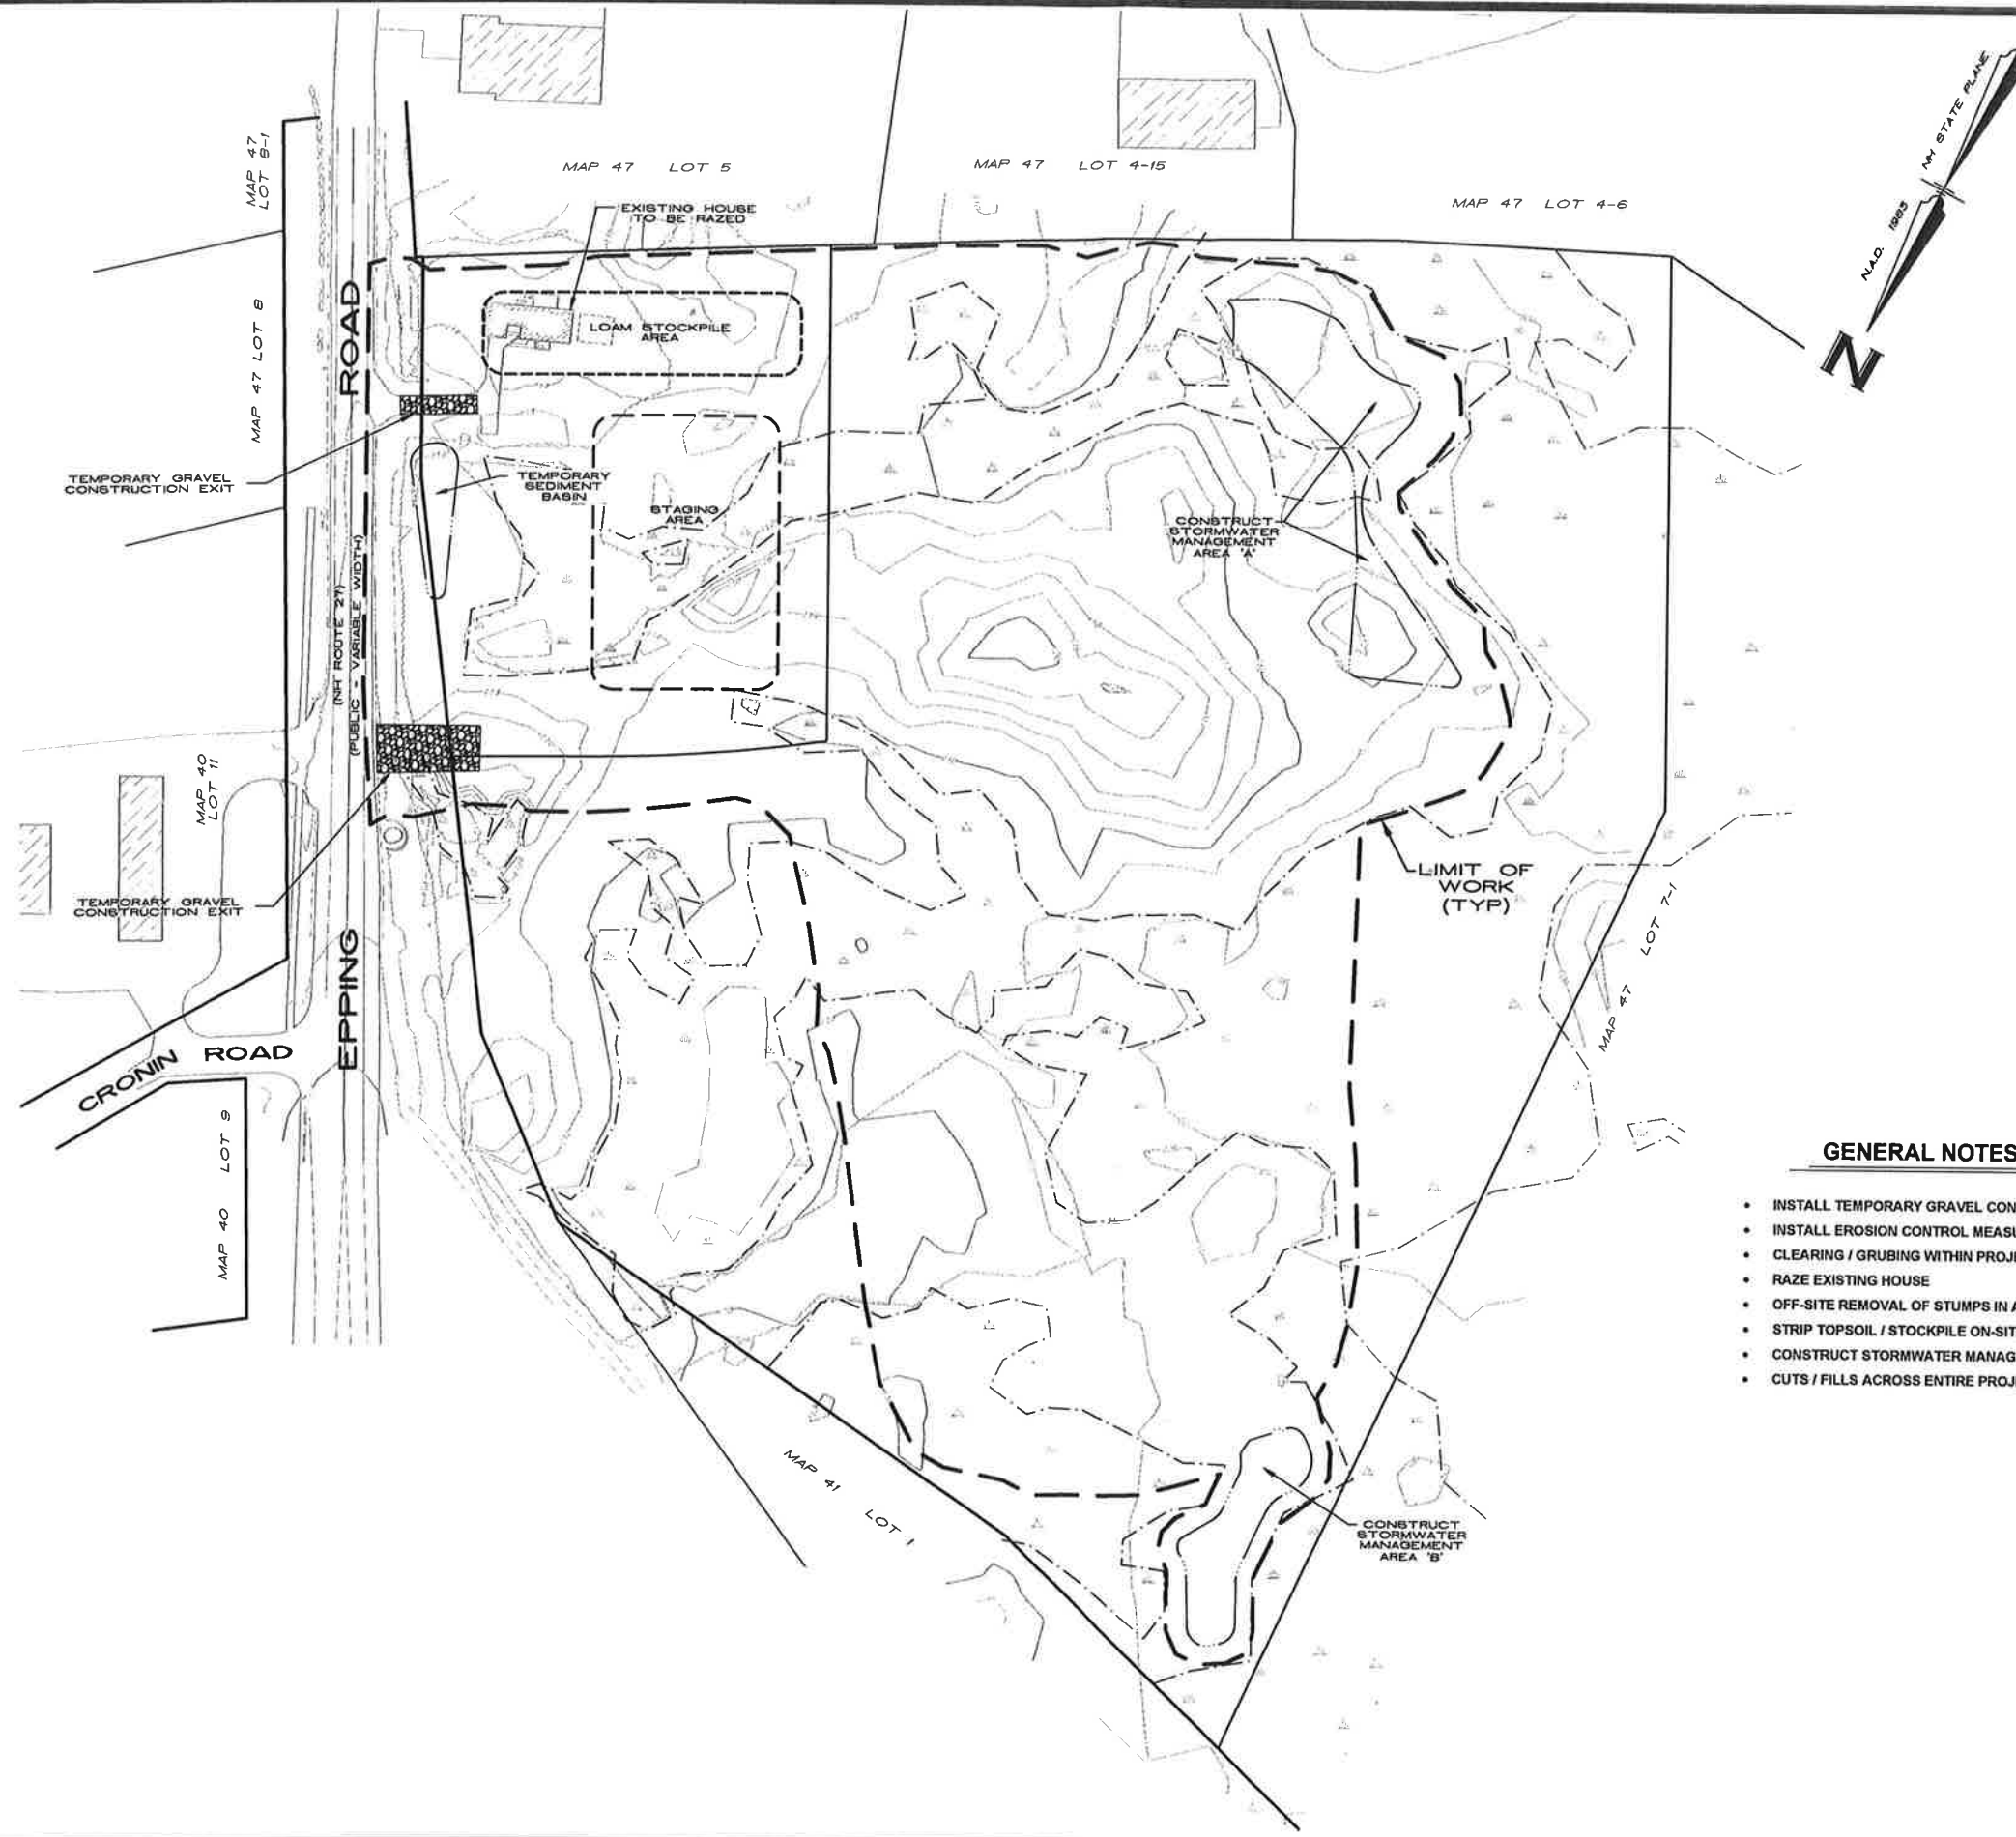 MAP 47
LOT 8-1
MAP 47 LOT 5
MAP 47 LOT 4-15
MAP 47 LOT 4-6
NH STATE PLANE
N.A.D. 1983
N
EXISTING HOUSE
TO BE RAZED
LOAM STOCKPILE
AREA
MAP 47 LOT 8
ROAD
TEMPORARY GRAVEL
CONSTRUCTION EXIT
TEMPORARY
SEDIMENT
BASIN
STAGING
AREA
CONSTRUCT
STORMWATER
MANAGEMENT
AREA 'A'
(NH ROUTE 27)
(PUBLIC - VARIABLE WIDTH)
MAP 40
LOT 11
TEMPORARY GRAVEL
CONSTRUCTION EXIT
LIMIT OF
WORK
(TYP)
MAP 47 LOT 7-1
EPPING
CRONIN ROAD
MAP 40 LOT 9
MAP 41 LOT 1
CONSTRUCT
STORMWATER
MANAGEMENT
AREA 'B'
GENERAL NOTES
• INSTALL TEMPORARY GRAVEL CON
• INSTALL EROSION CONTROL MEASU
• CLEARING / GRUBING WITHIN PROJ
• RAZE EXISTING HOUSE
• OFF-SITE REMOVAL OF STUMPS IN A
• STRIP TOPSOIL / STOCKPILE ON-SIT
• CONSTRUCT STORMWATER MANAG
• CUTS / FILLS ACROSS ENTIRE PROJ